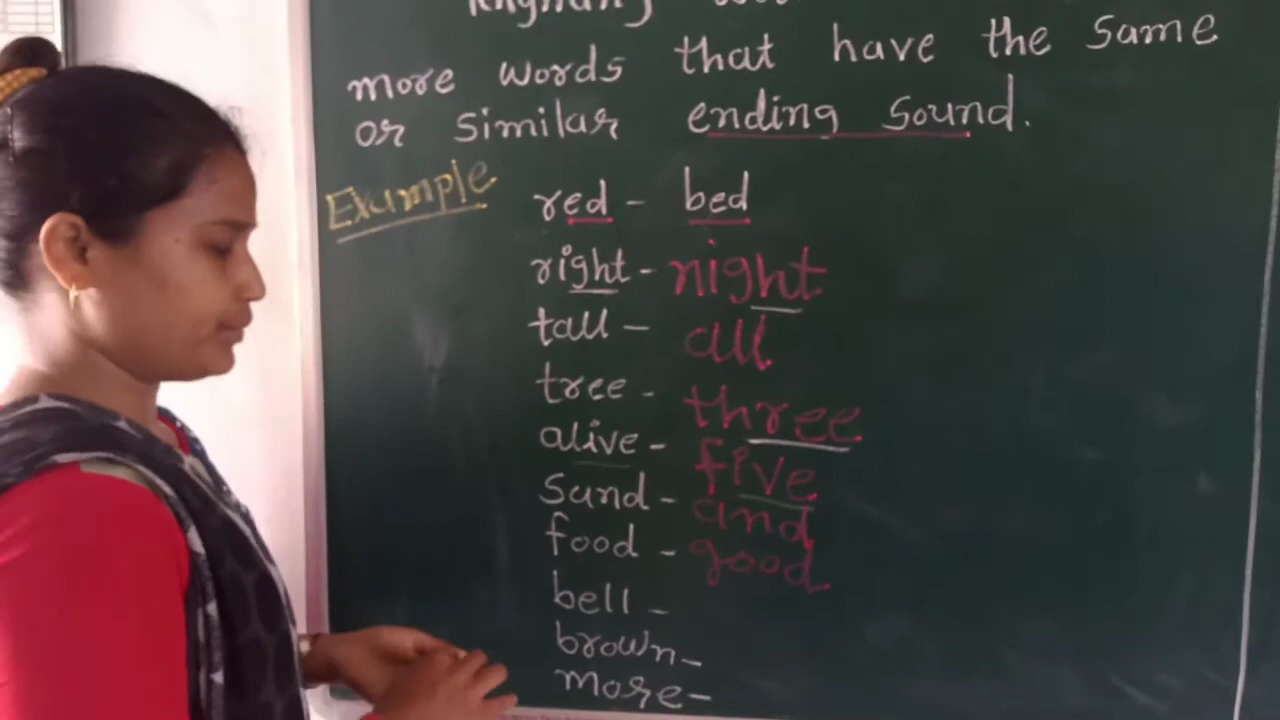 more words that have the same
or similar ending sound.
Example
red - bed
right - night
tall - all
tree - three
alive - five
Sand - and
food - good
bell -
brown -
more -